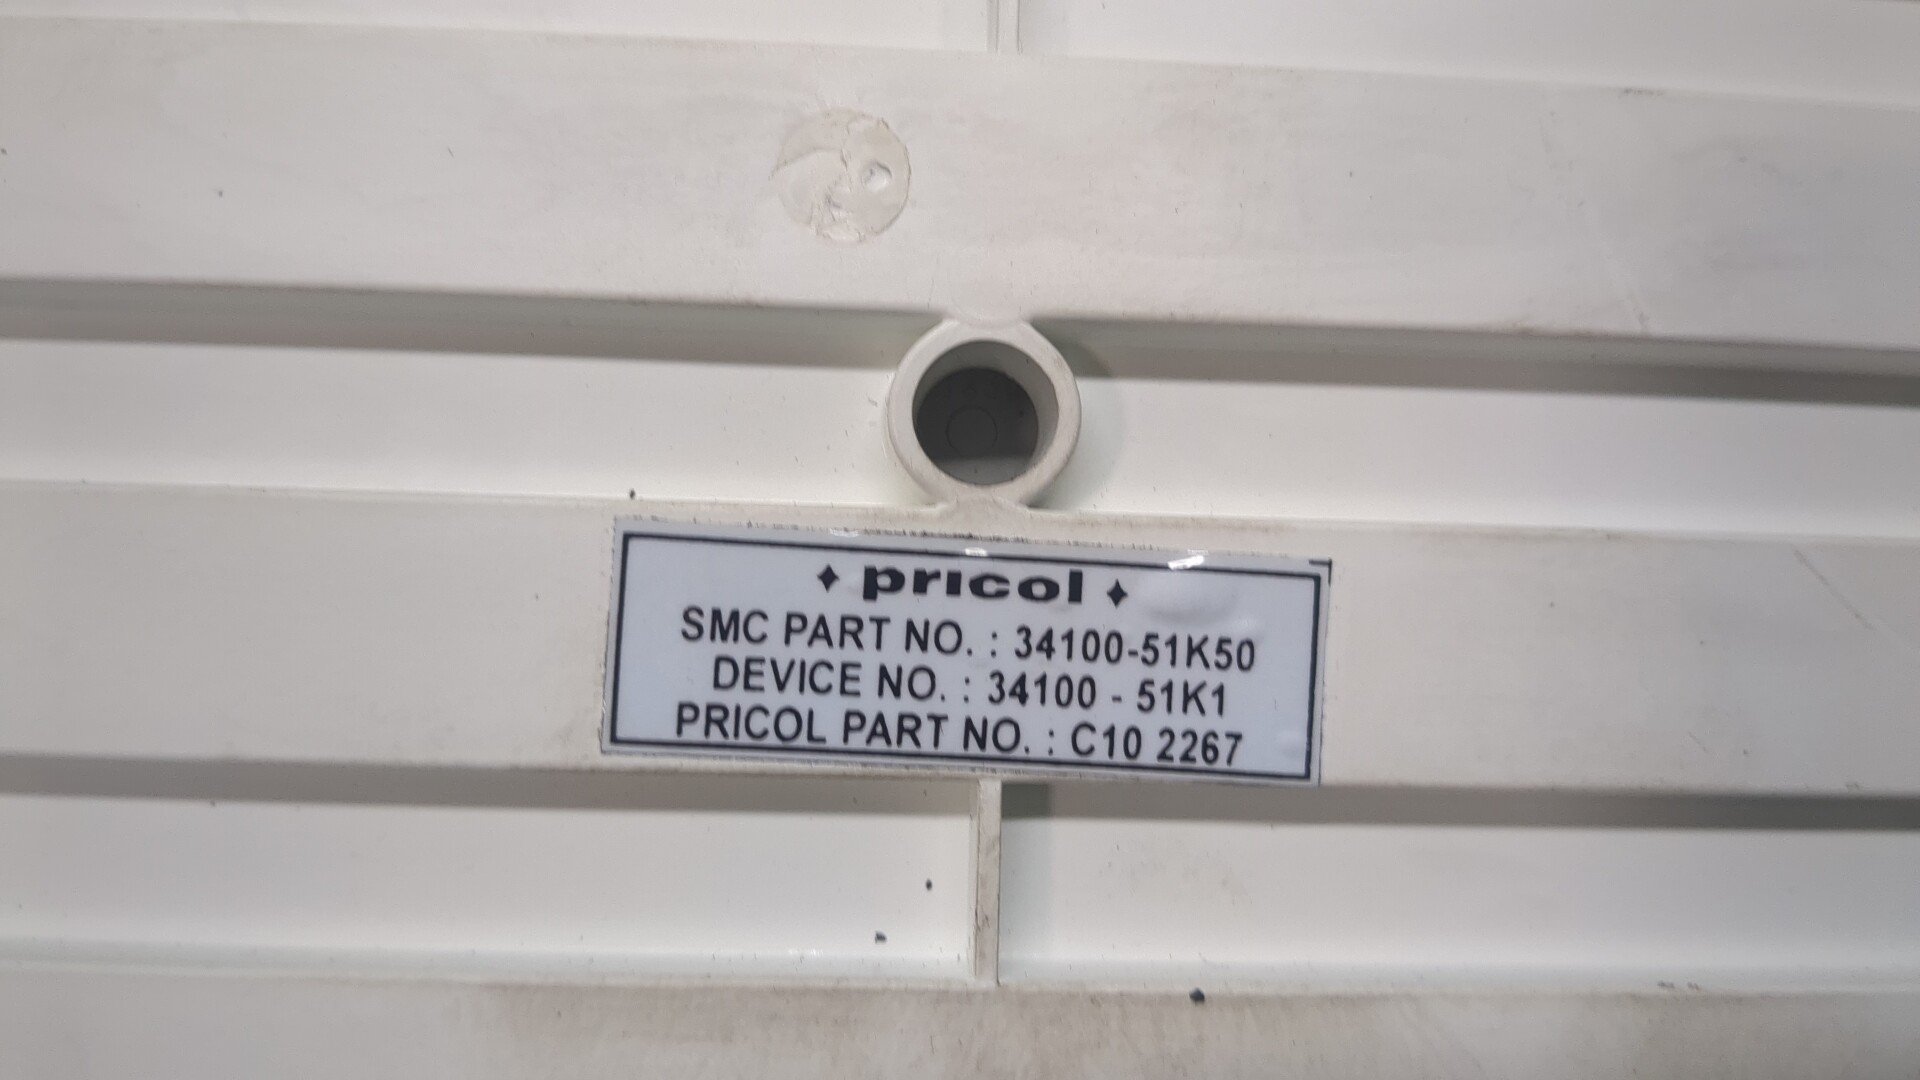 ♦ pricol ♦
SMC PART NO. : 34100-51K50
DEVICE NO. : 34100 - 51K1
PRICOL PART NO. : C10 2267